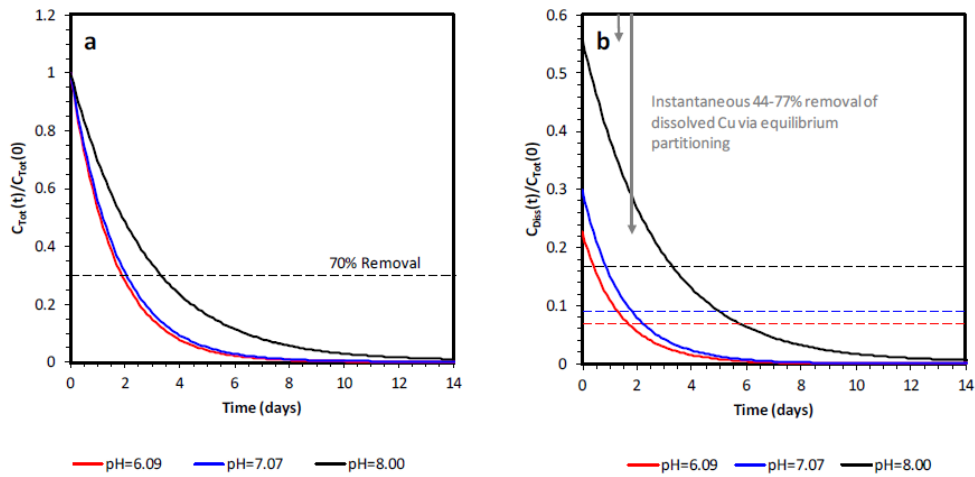 a
1.2
1
0.8
0.6
0.4
0.2
0
C_Tot(t)/C_Tot(0)
70% Removal
0 2 4 6 8 10 12 14
Time (days)
pH=6.09 pH=7.07 pH=8.00
b
0.6
0.5
0.4
0.3
0.2
0.1
0
C_Diss(t)/C_Tot(0)
Instantaneous 44-77% removal of
dissolved Cu via equilibrium
partitioning
0 2 4 6 8 10 12 14
Time (days)
pH=6.09 pH=7.07 pH=8.00